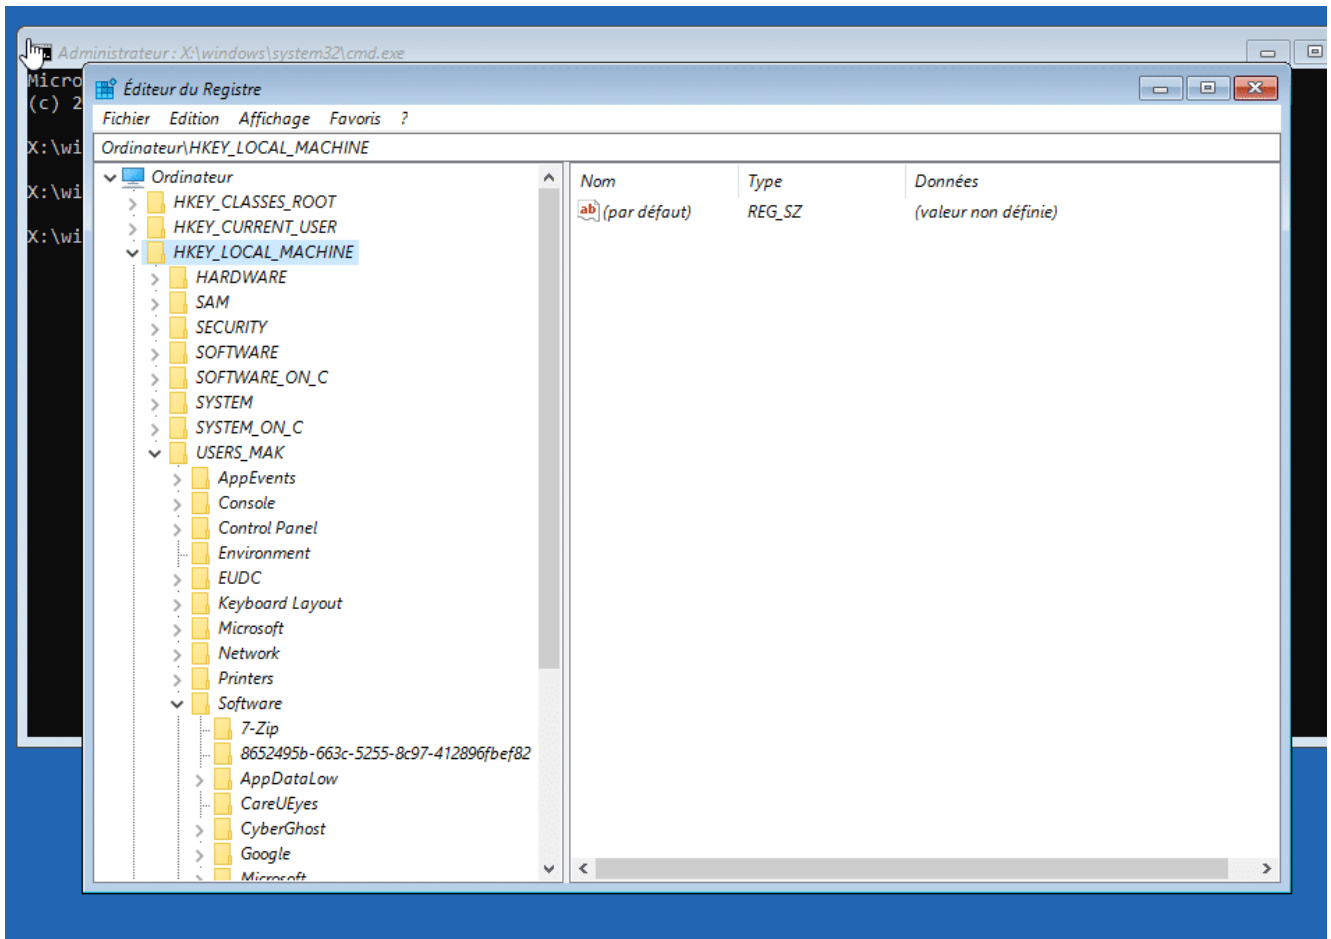 Administrateur : X:\windows\system32\cmd.exe
Micro
(c) 2
X:\wi
X:\wi
X:\wi
Éditeur du Registre
Fichier Edition Affichage Favoris ?
Ordinateur\HKEY_LOCAL_MACHINE
Ordinateur
HKEY_CLASSES_ROOT
HKEY_CURRENT_USER
HKEY_LOCAL_MACHINE
HARDWARE
SAM
SECURITY
SOFTWARE
SOFTWARE_ON_C
SYSTEM
SYSTEM_ON_C
USERS_MAK
AppEvents
Console
Control Panel
Environment
EUDC
Keyboard Layout
Microsoft
Network
Printers
Software
7-Zip
8652495b-663c-5255-8c97-412896fbef82
AppDataLow
CareUEyes
CyberGhost
Google
Microsoft
Nom Type Données
ab (par défaut) REG_SZ (valeur non définie)